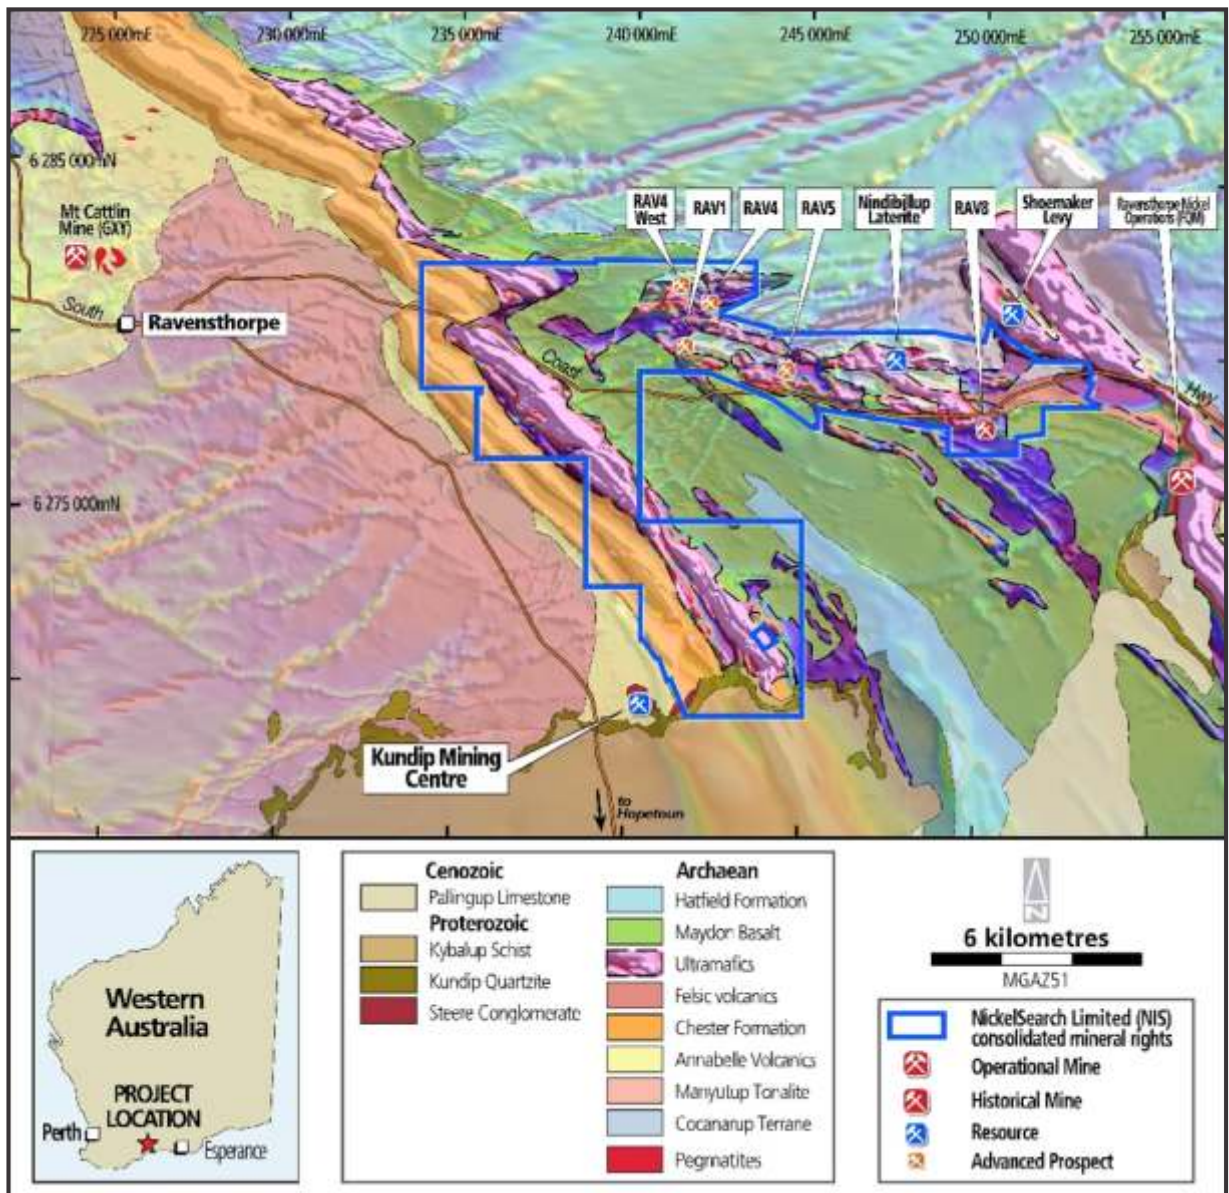 225 000mE
230 000mE
235 000mE
240 000mE
245 000mE
250 000mE
255 000mE
6 285 000mN
Mt Cattlin
Mine (GXY)
South
Ravensthorpe
Coast
RAV4
West
RAV1
RAV4
RAV5
Nindibillup
Laterite
RAV8
Shoemaker
Levy
Ravensthorpe Nickel
Operations (FQM)
Hwy
6 275 000mN
Kundip Mining
Centre
to
Hopetoun
Western
Australia
PROJECT
LOCATION
Perth
Esperance
Cenozoic
Pallingup Limestone
Proterozoic
Kybalup Schist
Kundip Quartzite
Steere Conglomerate
Archaean
Hatfield Formation
Maydon Basalt
Ultramafics
Felsic volcanics
Chester Formation
Annabelle Volcanics
Manyutup Tonalite
Cocanarup Terrane
Pegmatites
N
6 kilometres
MGAZ51
NickelSearch Limited (NIS)
consolidated mineral rights
Operational Mine
Historical Mine
Resource
Advanced Prospect